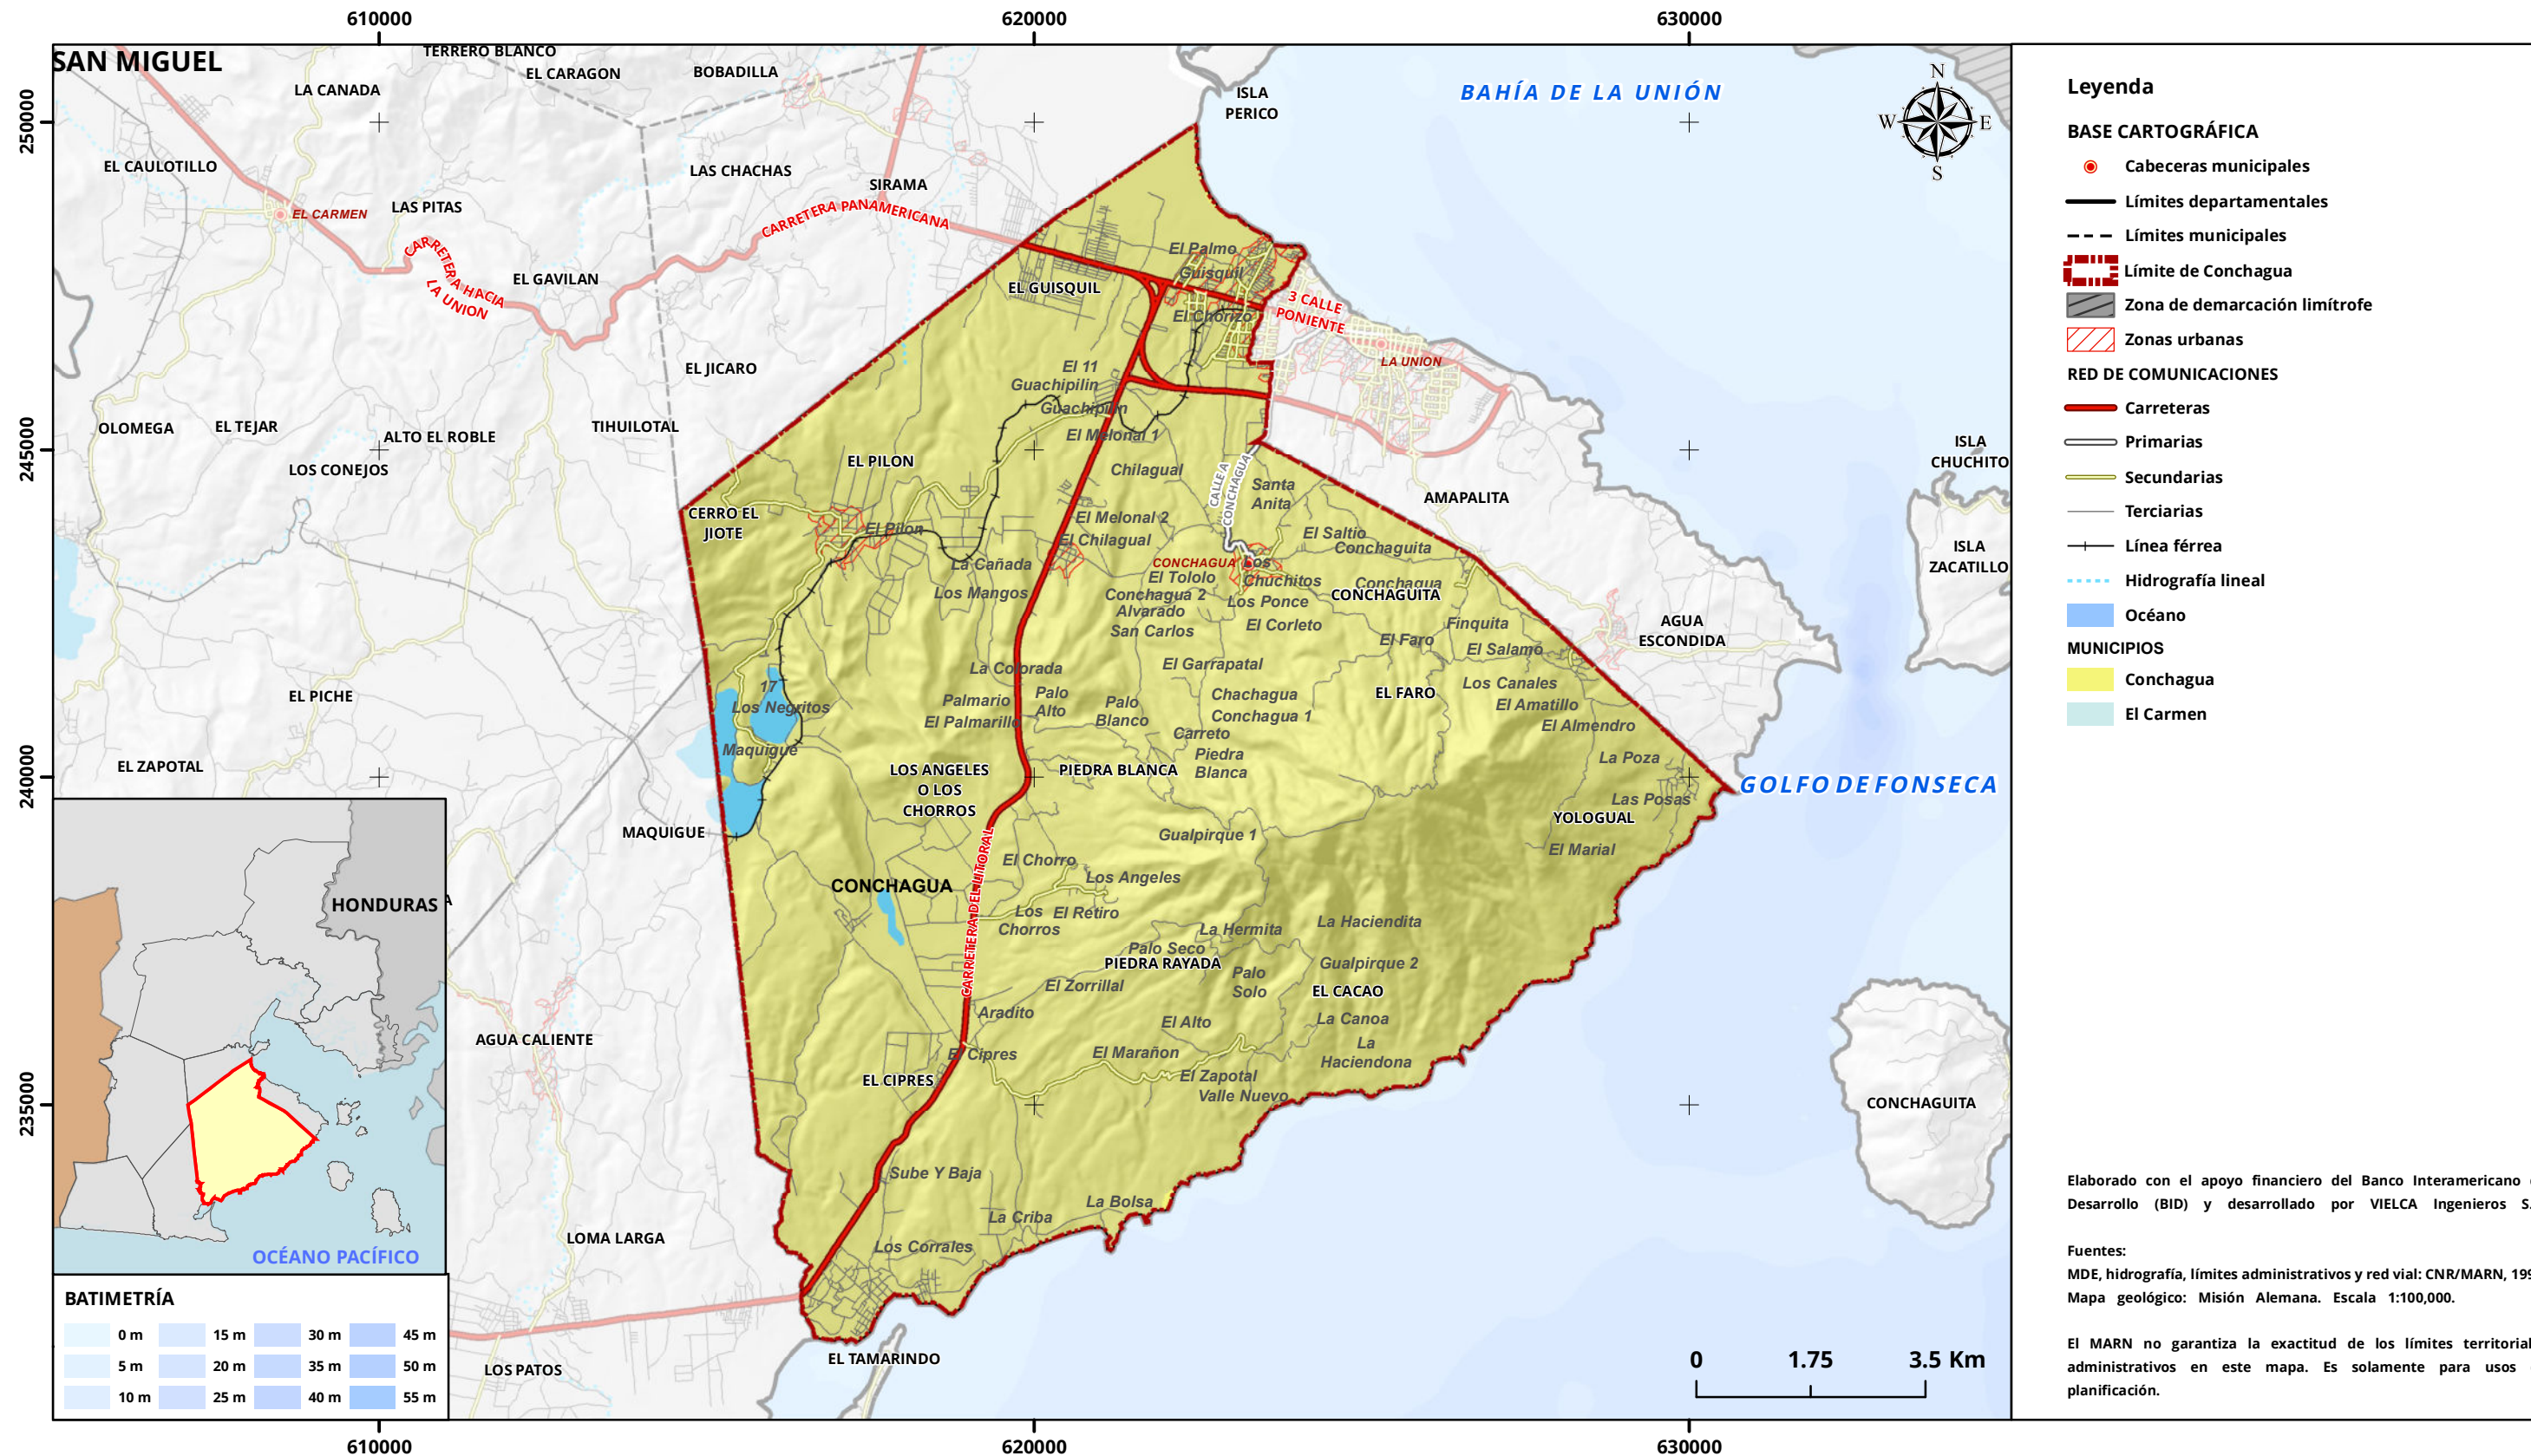 610000
620000
630000
SAN MIGUEL
TERRERO BLANCO
EL CARAGON
BOBADILLA
LA CANADA
ISLA
PERICO
BAHÍA DE LA UNIÓN
N
W
E
S
250000
245000
240000
235000
EL CAULOTILLO
LAS CHACHAS
SIRAMA
LAS PITAS
EL CARMEN
CARRETERA PANAMERICANA
CARRETERA HACIA
LA UNION
EL GAVILAN
El Palmo
Guisquil
EL GUISQUIL
El Chorizo
3 CALLE
PONIENTE
LA UNION
EL JICARO
El 11
Guachipilin
Guachipilin
El Melonal 1
OLOMEGA
EL TEJAR
ALTO EL ROBLE
TIHUILOTAL
LOS CONEJOS
EL PILON
Chilagual
CALLE A
CONCHAGUA
Santa
Anita
AMAPALITA
ISLA
CHUCHITO
CERRO EL
JIOTE
El Pilon
El Melonal 2
El Chilagual
El Saltio
Conchaguita
ISLA
ZACATILLO
La Cañada
CONCHAGUA
Los
Chuchitos
El Tololo
Los Mangos
Conchagua 2
Conchagua
CONCHAGUITA
Alvarado
Los Ponce
San Carlos
El Corleto
Finquita
AGUA
ESCONDIDA
El Faro
El Salamo
La Colorada
El Garrapatal
17
Los Negritos
Palmario
El Palmarillo
Palo
Alto
Palo
Blanco
Chachagua
Conchagua 1
EL FARO
Los Canales
El Amatillo
El Almendro
EL PICHE
Maquigue
Carreto
Piedra
Blanca
La Poza
EL ZAPOTAL
LOS ANGELES
O LOS
CHORROS
PIEDRA BLANCA
GOLFO DE FONSECA
Las Posas
YOLOGUAL
MAQUIGUE
Gualpirque 1
El Marial
CARRETERA DEL LITORAL
El Chorro
Los Angeles
CONCHAGUA
Los
Chorros
El Retiro
La Hermita
La Haciendita
Palo Seco
PIEDRA RAYADA
Gualpirque 2
Palo
Solo
El Zorrillal
EL CACAO
Aradito
El Alto
La Canoa
AGUA CALIENTE
El Cipres
El Marañon
La
Haciendona
EL CIPRES
El Zapotal
Valle Nuevo
CONCHAGUITA
Sube Y Baja
La Bolsa
La Criba
LOMA LARGA
Los Corrales
EL TAMARINDO
LOS PATOS
HONDURAS
A
OCÉANO PACÍFICO
BATIMETRÍA
0 m
15 m
30 m
45 m
5 m
20 m
35 m
50 m
10 m
25 m
40 m
55 m
0
1.75
3.5 Km
610000
620000
630000
Leyenda
BASE CARTOGRÁFICA
Cabeceras municipales
Límites departamentales
Límites municipales
Límite de Conchagua
Zona de demarcación limítrofe
Zonas urbanas
RED DE COMUNICACIONES
Carreteras
Primarias
Secundarias
Terciarias
Línea férrea
Hidrografía lineal
Océano
MUNICIPIOS
Conchagua
El Carmen
Elaborado con el apoyo financiero del Banco Interamericano
Desarrollo (BID) y desarrollado por VIELCA Ingenieros S.
Fuentes:
MDE, hidrografía, límites administrativos y red vial: CNR/MARN, 199
Mapa geológico: Misión Alemana. Escala 1:100,000.
El MARN no garantiza la exactitud de los límites territorial
administrativos en este mapa. Es solamente para usos
planificación.